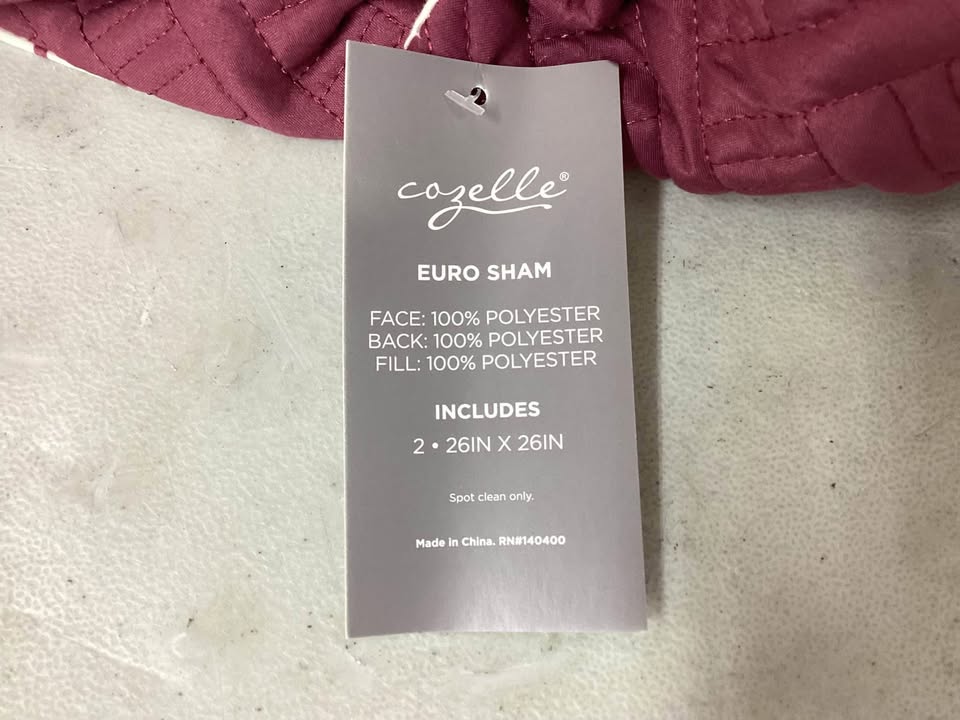 cozelle®
EURO SHAM
FACE: 100% POLYESTER
BACK: 100% POLYESTER
FILL: 100% POLYESTER
INCLUDES
2 • 26IN X 26IN
Spot clean only.
Made in China. RN#140400